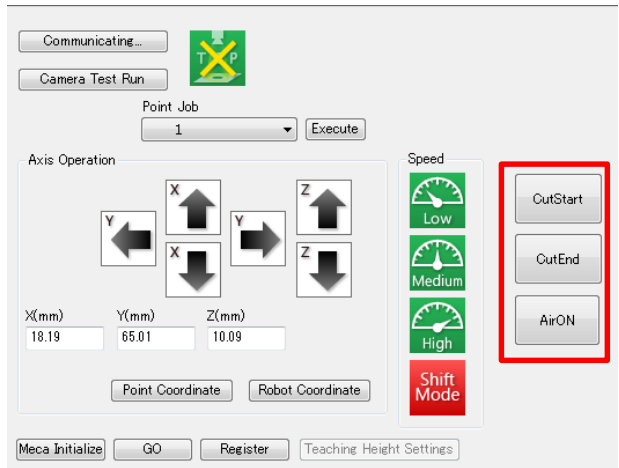 Communicating...
Camera Test Run
T P
Point Job
1
Execute
Axis Operation
X
Z
Y
Y
X
Z
X(mm) Y(mm) Z(mm)
18.19 65.01 10.09
Point Coordinate Robot Coordinate
Speed
Low
Medium
High
Shift
Mode
CutStart
CutEnd
AirON
Meca Initialize GO Register Teaching Height Settings